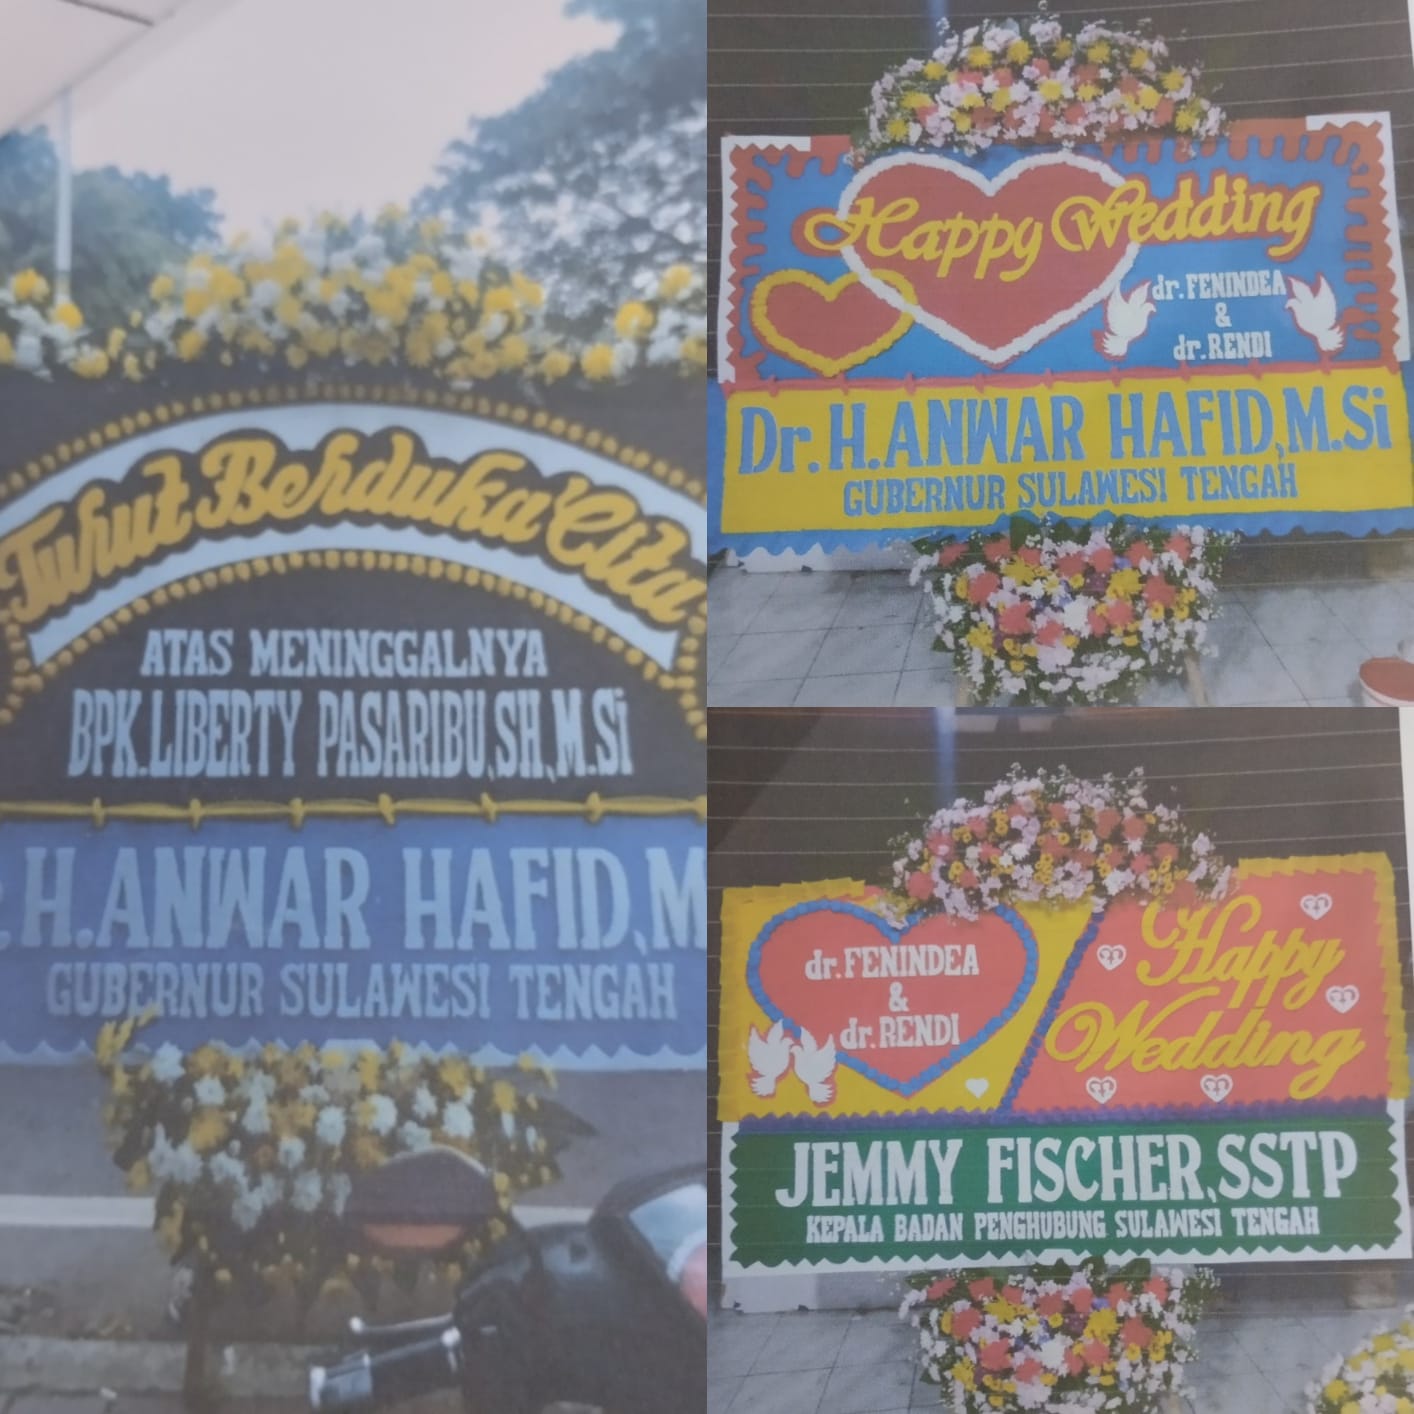 Turut Berduka Cita
ATAS MENINGGALNYA
BPK.LIBERTY PASARIBU,SH,M.Si
H.ANWAR HAFID,M
GUBERNUR SULAWESI TENGAH
Happy Wedding
dr.FENINDEA
&
dr.RENDI
Dr.H.ANWAR HAFID,M.Si
GUBERNUR SULAWESI TENGAH
dr.FENINDEA
&
dr.RENDI
Happy
Wedding
JEMMY FISCHER,SSTP
KEPALA BADAN PENGHUBUNG SULAWESI TENGAH